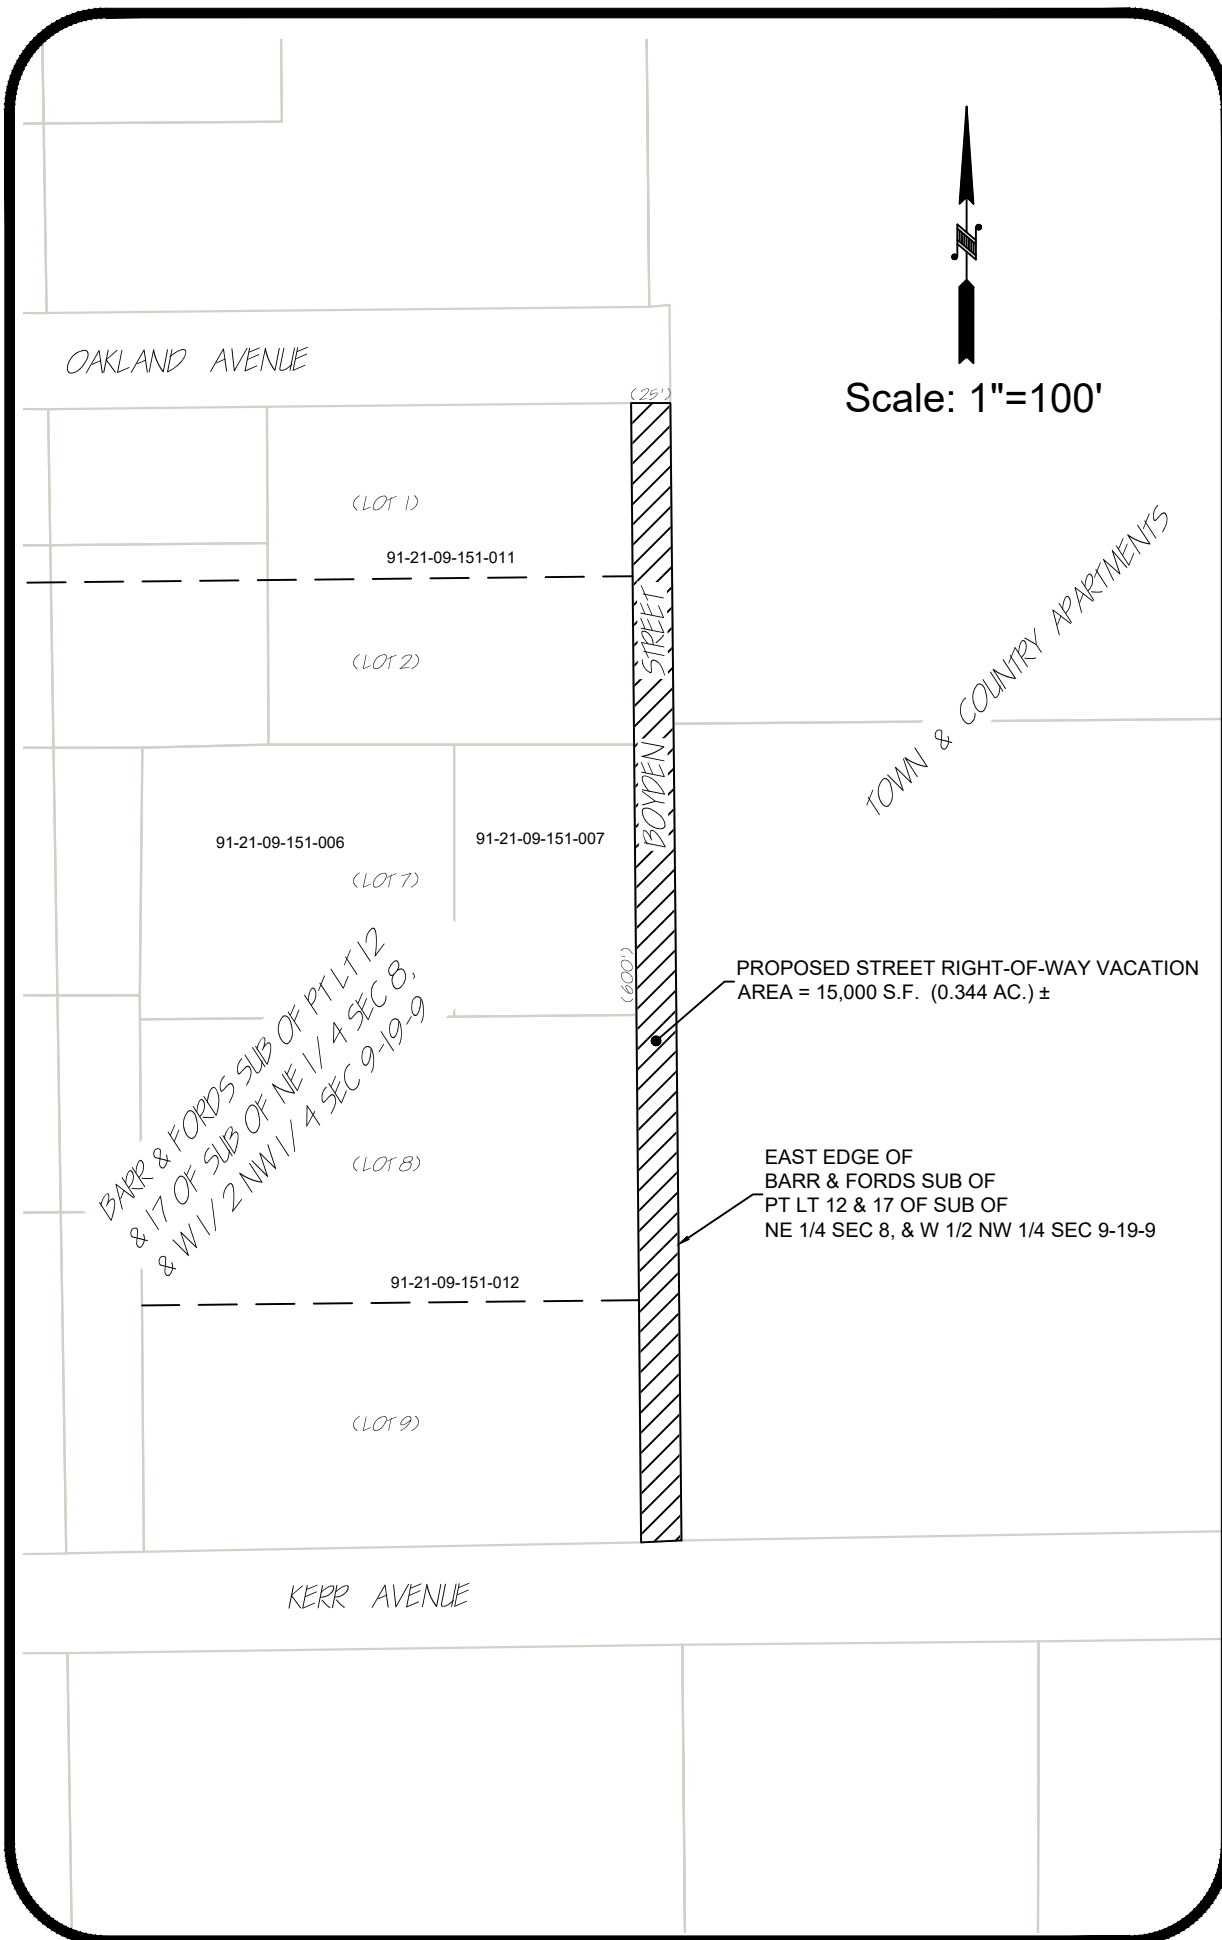 N
Scale: 1"=100'
OAKLAND AVENUE
(25')
(LOT 1)
91-21-09-151-011
(LOT 2)
BOYDEN STREET
TOWN & COUNTRY APARTMENTS
91-21-09-151-006
91-21-09-151-007
(LOT 7)
(600')
PROPOSED STREET RIGHT-OF-WAY VACATION
AREA = 15,000 S.F. (0.344 AC.) ±
BARR & FORDS SUB OF PT LT 12
& 17 OF SUB OF NE 1/4 SEC 8,
& W 1/2 NW 1/4 SEC 9-19-9
(LOT 8)
EAST EDGE OF
BARR & FORDS SUB OF
PT LT 12 & 17 OF SUB OF
NE 1/4 SEC 8, & W 1/2 NW 1/4 SEC 9-19-9
91-21-09-151-012
(LOT 9)
KERR AVENUE